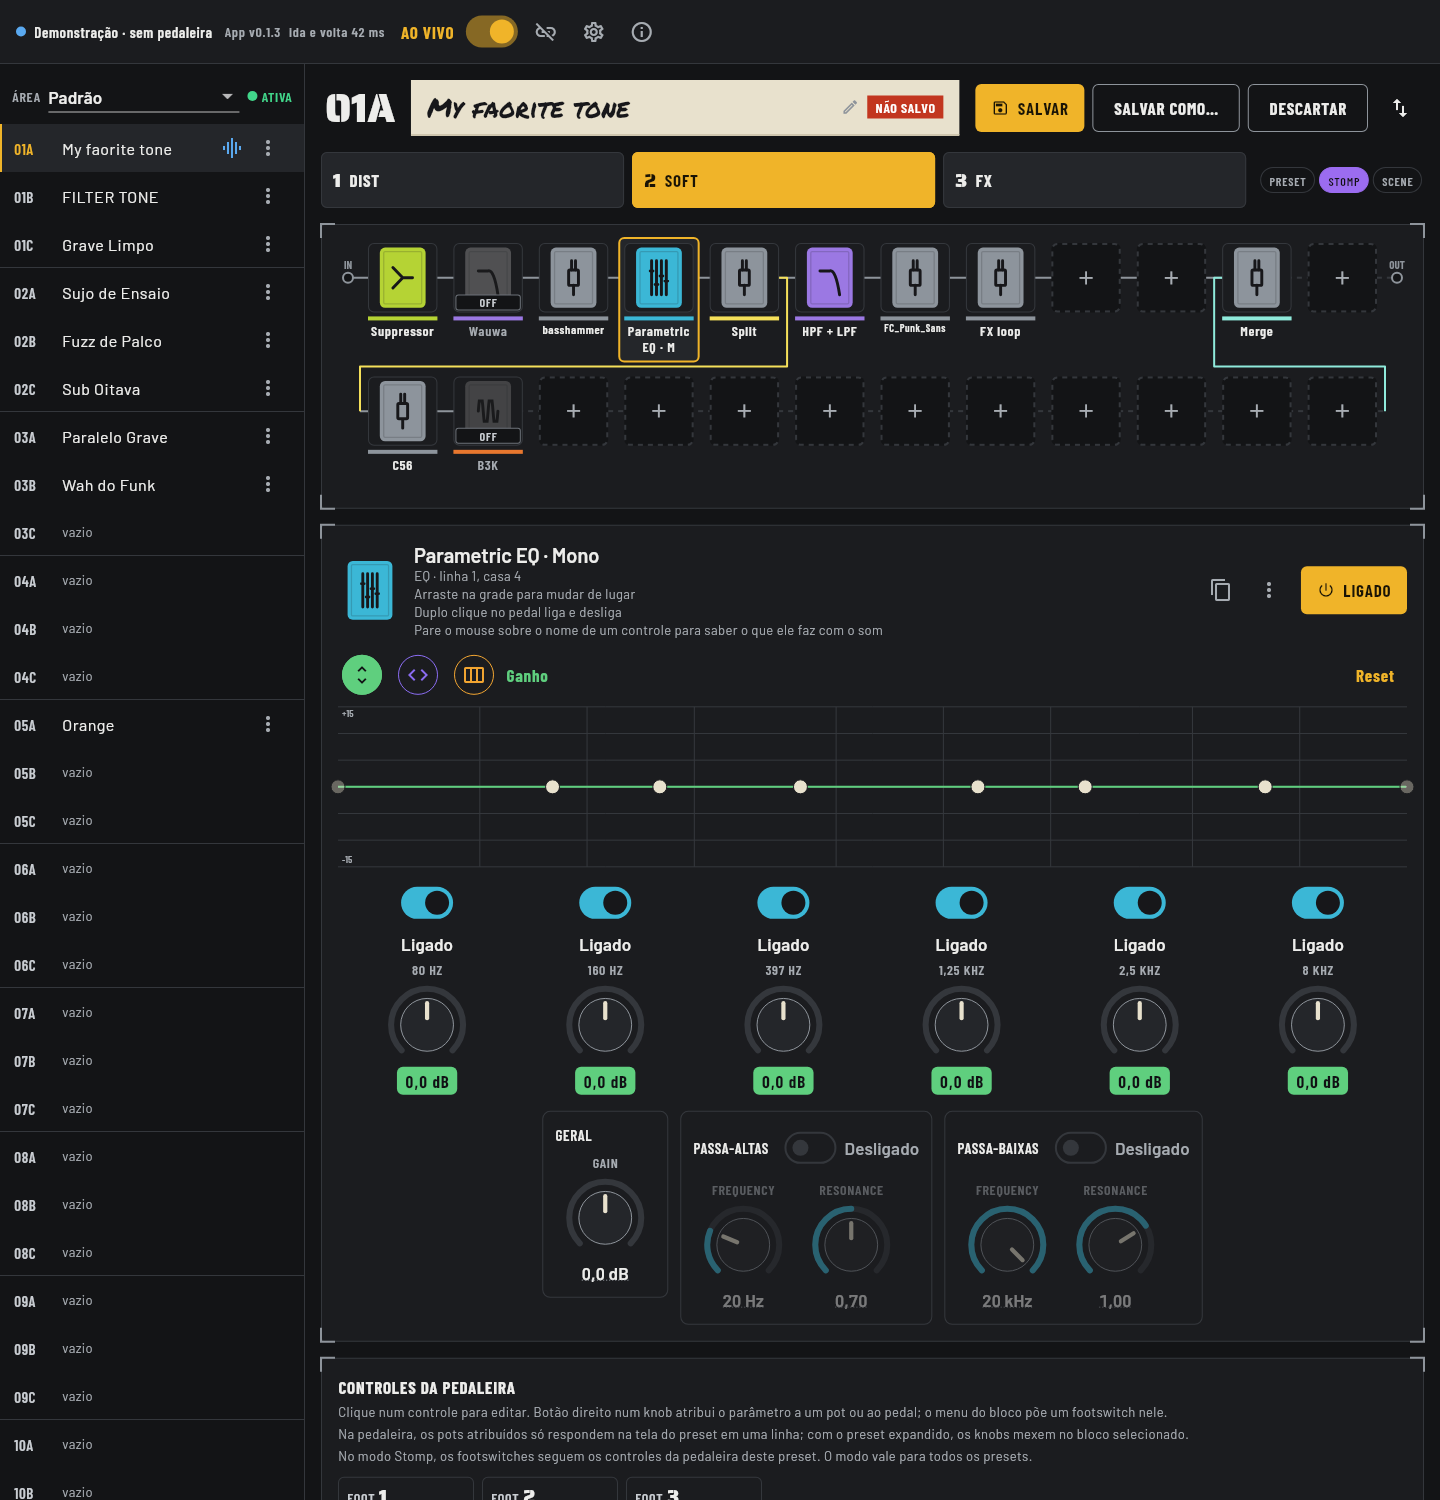 Demonstração · sem pedaleira App v0.1.3 Ida e volta 42 ms AO VIVO
ÁREA Padrão ATIVA
01A My faorite tone
01B FILTER TONE
01C Grave Limpo
02A Sujo de Ensaio
02B Fuzz de Palco
02C Sub Oitava
03A Paralelo Grave
03B Wah do Funk
03C vazio
04A vazio
04B vazio
04C vazio
05A Orange
05B vazio
05C vazio
06A vazio
06B vazio
06C vazio
07A vazio
07B vazio
07C vazio
08A vazio
08B vazio
08C vazio
09A vazio
09B vazio
09C vazio
10A vazio
10B vazio
01A My faorite tone NÃO SALVO SALVAR SALVAR COMO... DESCARTAR
1 DIST 2 SOFT 3 FX PRESET STOMP SCENE
IN OUT
OFF
Suppressor Wauwa basshammer Parametric EQ · M Split HPF + LPF FC_Punk_Sans FX loop Merge
OFF
C56 B3K
Parametric EQ · Mono
EQ · linha 1, casa 4
Arraste na grade para mudar de lugar
Duplo clique no pedal liga e desliga
Pare o mouse sobre o nome de um controle para saber o que ele faz com o som
LIGADO
Ganho Reset
+15
-15
Ligado Ligado Ligado Ligado Ligado Ligado
80 HZ 160 HZ 397 HZ 1,25 KHZ 2,5 KHZ 8 KHZ
0,0 dB 0,0 dB 0,0 dB 0,0 dB 0,0 dB 0,0 dB
GERAL
GAIN
0,0 dB
PASSA-ALTAS Desligado
FREQUENCY RESONANCE
20 Hz 0,70
PASSA-BAIXAS Desligado
FREQUENCY RESONANCE
20 kHz 1,00
CONTROLES DA PEDALEIRA
Clique num controle para editar. Botão direito num knob atribui o parâmetro a um pot ou ao pedal; o menu do bloco põe um footswitch nele.
Na pedaleira, os pots atribuídos só respondem na tela do preset em uma linha; com o preset expandido, os knobs mexem no bloco selecionado.
No modo Stomp, os footswitches seguem os controles da pedaleira deste preset. O modo vale para todos os presets.
FOOT 1 FOOT 2 FOOT 3